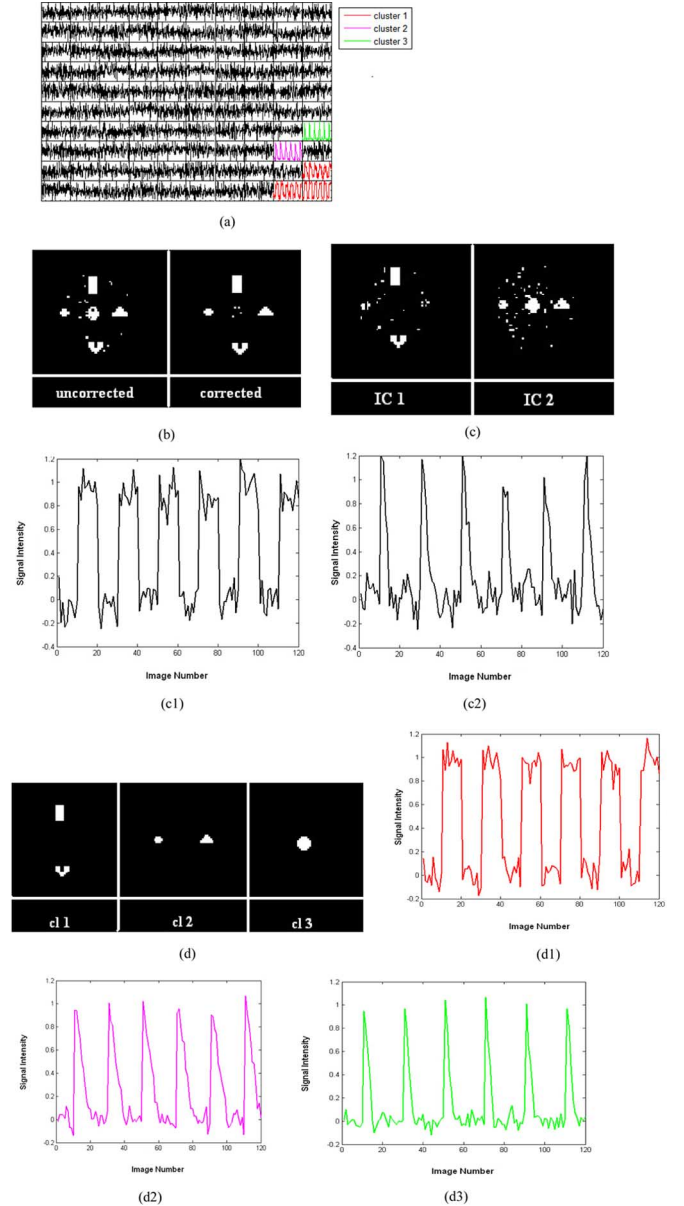 cluster 1
cluster 2
cluster 3
(a)
uncorrected
corrected
IC 1
IC 2
(b)
(c)
1.2
1
0.8
0.6
0.4
0.2
0
-0.2
-0.4
Signal Intensity
0 20 40 60 80 100 120
Image Number
1.2
1
0.8
0.6
0.4
0.2
0
-0.2
-0.4
Signal Intensity
0 20 40 60 80 100 120
Image Number
(c1)
(c2)
cl 1
cl 2
cl 3
(d)
1.2
1
0.8
0.6
0.4
0.2
0
-0.2
Signal Intensity
0 20 40 60 80 100 120
Image Number
(d1)
1.2
1
0.8
0.6
0.4
0.2
0
-0.2
Signal Intensity
0 20 40 60 80 100 120
Image Number
1.2
1
0.8
0.6
0.4
0.2
0
-0.2
Signal Intensity
0 20 40 60 80 100 120
Image Number
(d2)
(d3)